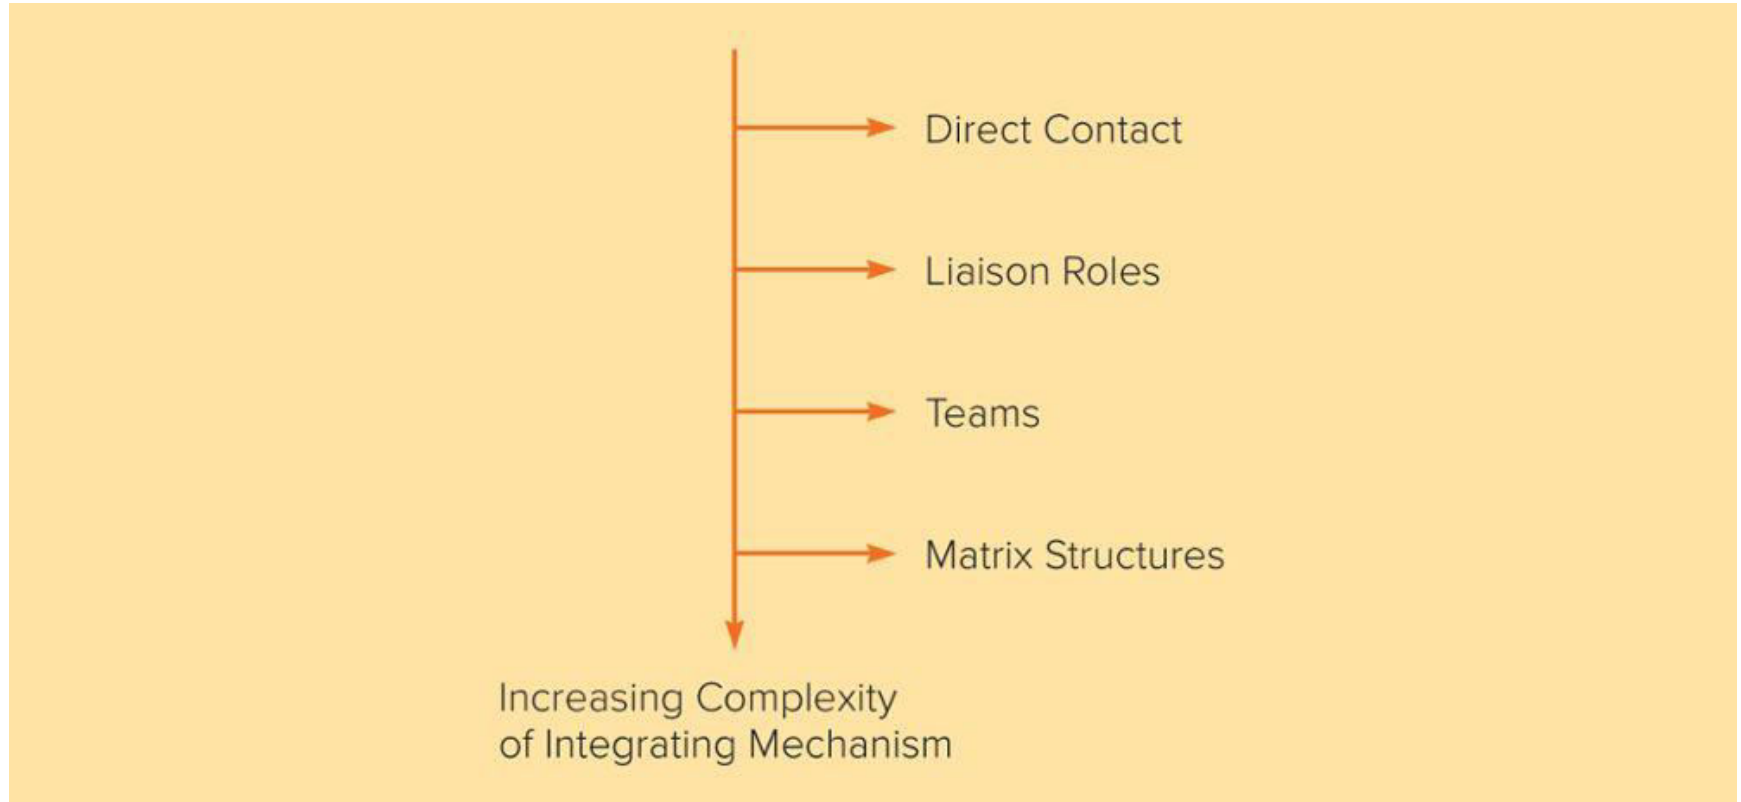 Direct Contact
Liaison Roles
Teams
Matrix Structures
Increasing Complexity
of Integrating Mechanism